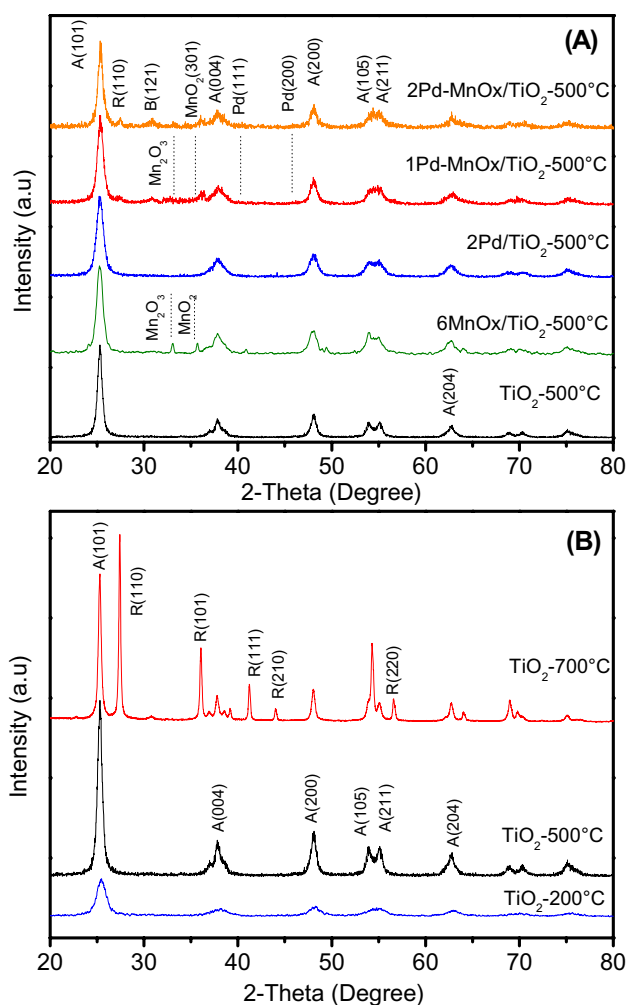 (A)
A(101)
R(110)
B(121)
MnO₂(301)
A(004)
Pd(111)
Pd(200)
A(200)
A(105)
A(211)
2Pd-MnOx/TiO₂-500°C
Mn₂O₃
1Pd-MnOx/TiO₂-500°C
2Pd/TiO₂-500°C
Mn₂O₃
MnO₂
6MnOx/TiO₂-500°C
A(204)
TiO₂-500°C
Intensity (a.u)
20 30 40 50 60 70 80
2-Theta (Degree)
(B)
A(101)
R(110)
R(101)
R(111)
R(210)
R(220)
TiO₂-700°C
A(004)
A(200)
A(105)
A(211)
A(204)
TiO₂-500°C
TiO₂-200°C
Intensity (a.u)
20 30 40 50 60 70 80
2-Theta (Degree)